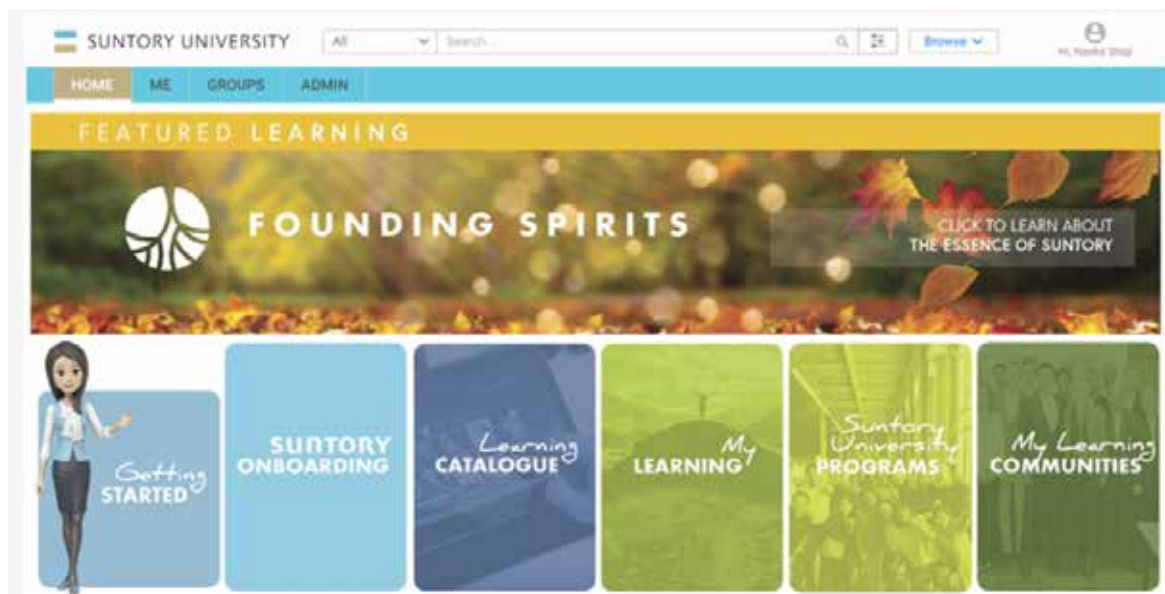 SUNTORY UNIVERSITY
All
Search...
Browse
HOME ME GROUPS ADMIN
FEATURED LEARNING
FOUNDING SPIRITS
CLICK TO LEARN ABOUT
THE ESSENCE OF SUNTORY
Getting
STARTED
SUNTORY
ONBOARDING
Learning
CATALOGUE
My
LEARNING
Suntory
University
PROGRAMS
My Learning
COMMUNITIES